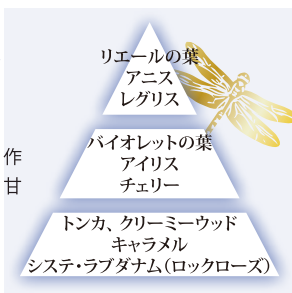 リエールの葉
アニス
レグリス
バイオレットの葉
アイリス
チェリー
作
甘
トンカ、クリーミーウッド
キャラメル
システ・ラブダナム（ロックローズ）